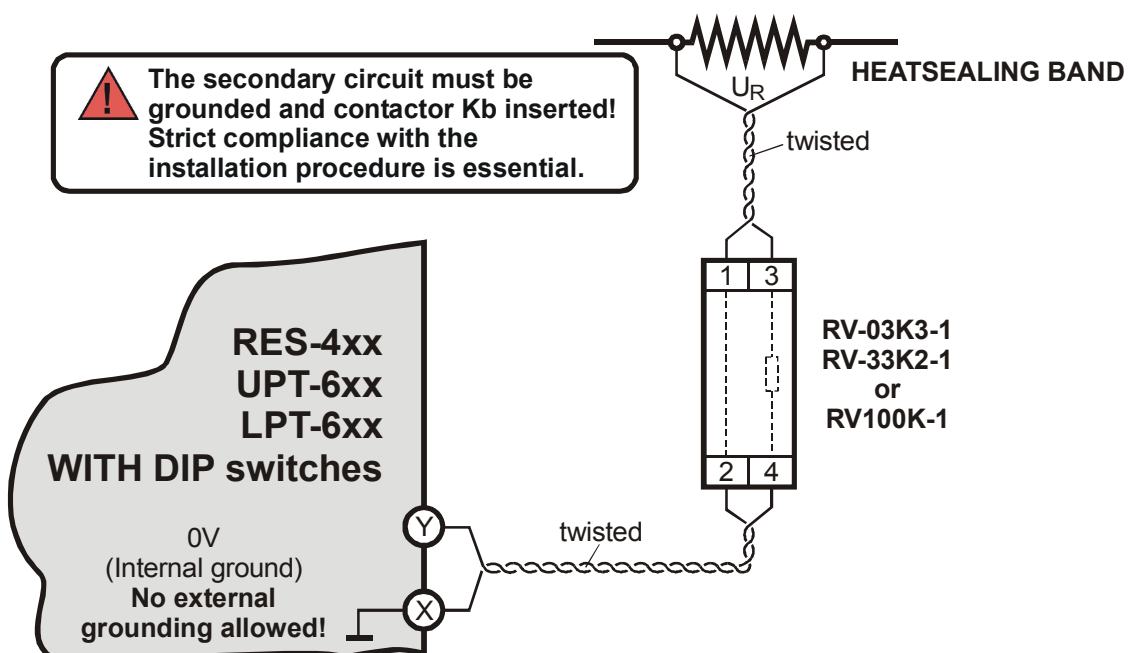 The secondary circuit must be
grounded and contactor Kb inserted!
Strict compliance with the
installation procedure is essential.
!
UR
HEATSEALING BAND
twisted
1 3
RV-03K3-1
RV-33K2-1
or
RV100K-1
2 4
RES-4xx
UPT-6xx
LPT-6xx
WITH DIP switches
0V
(Internal ground)
No external
grounding allowed!
Y
X
twisted